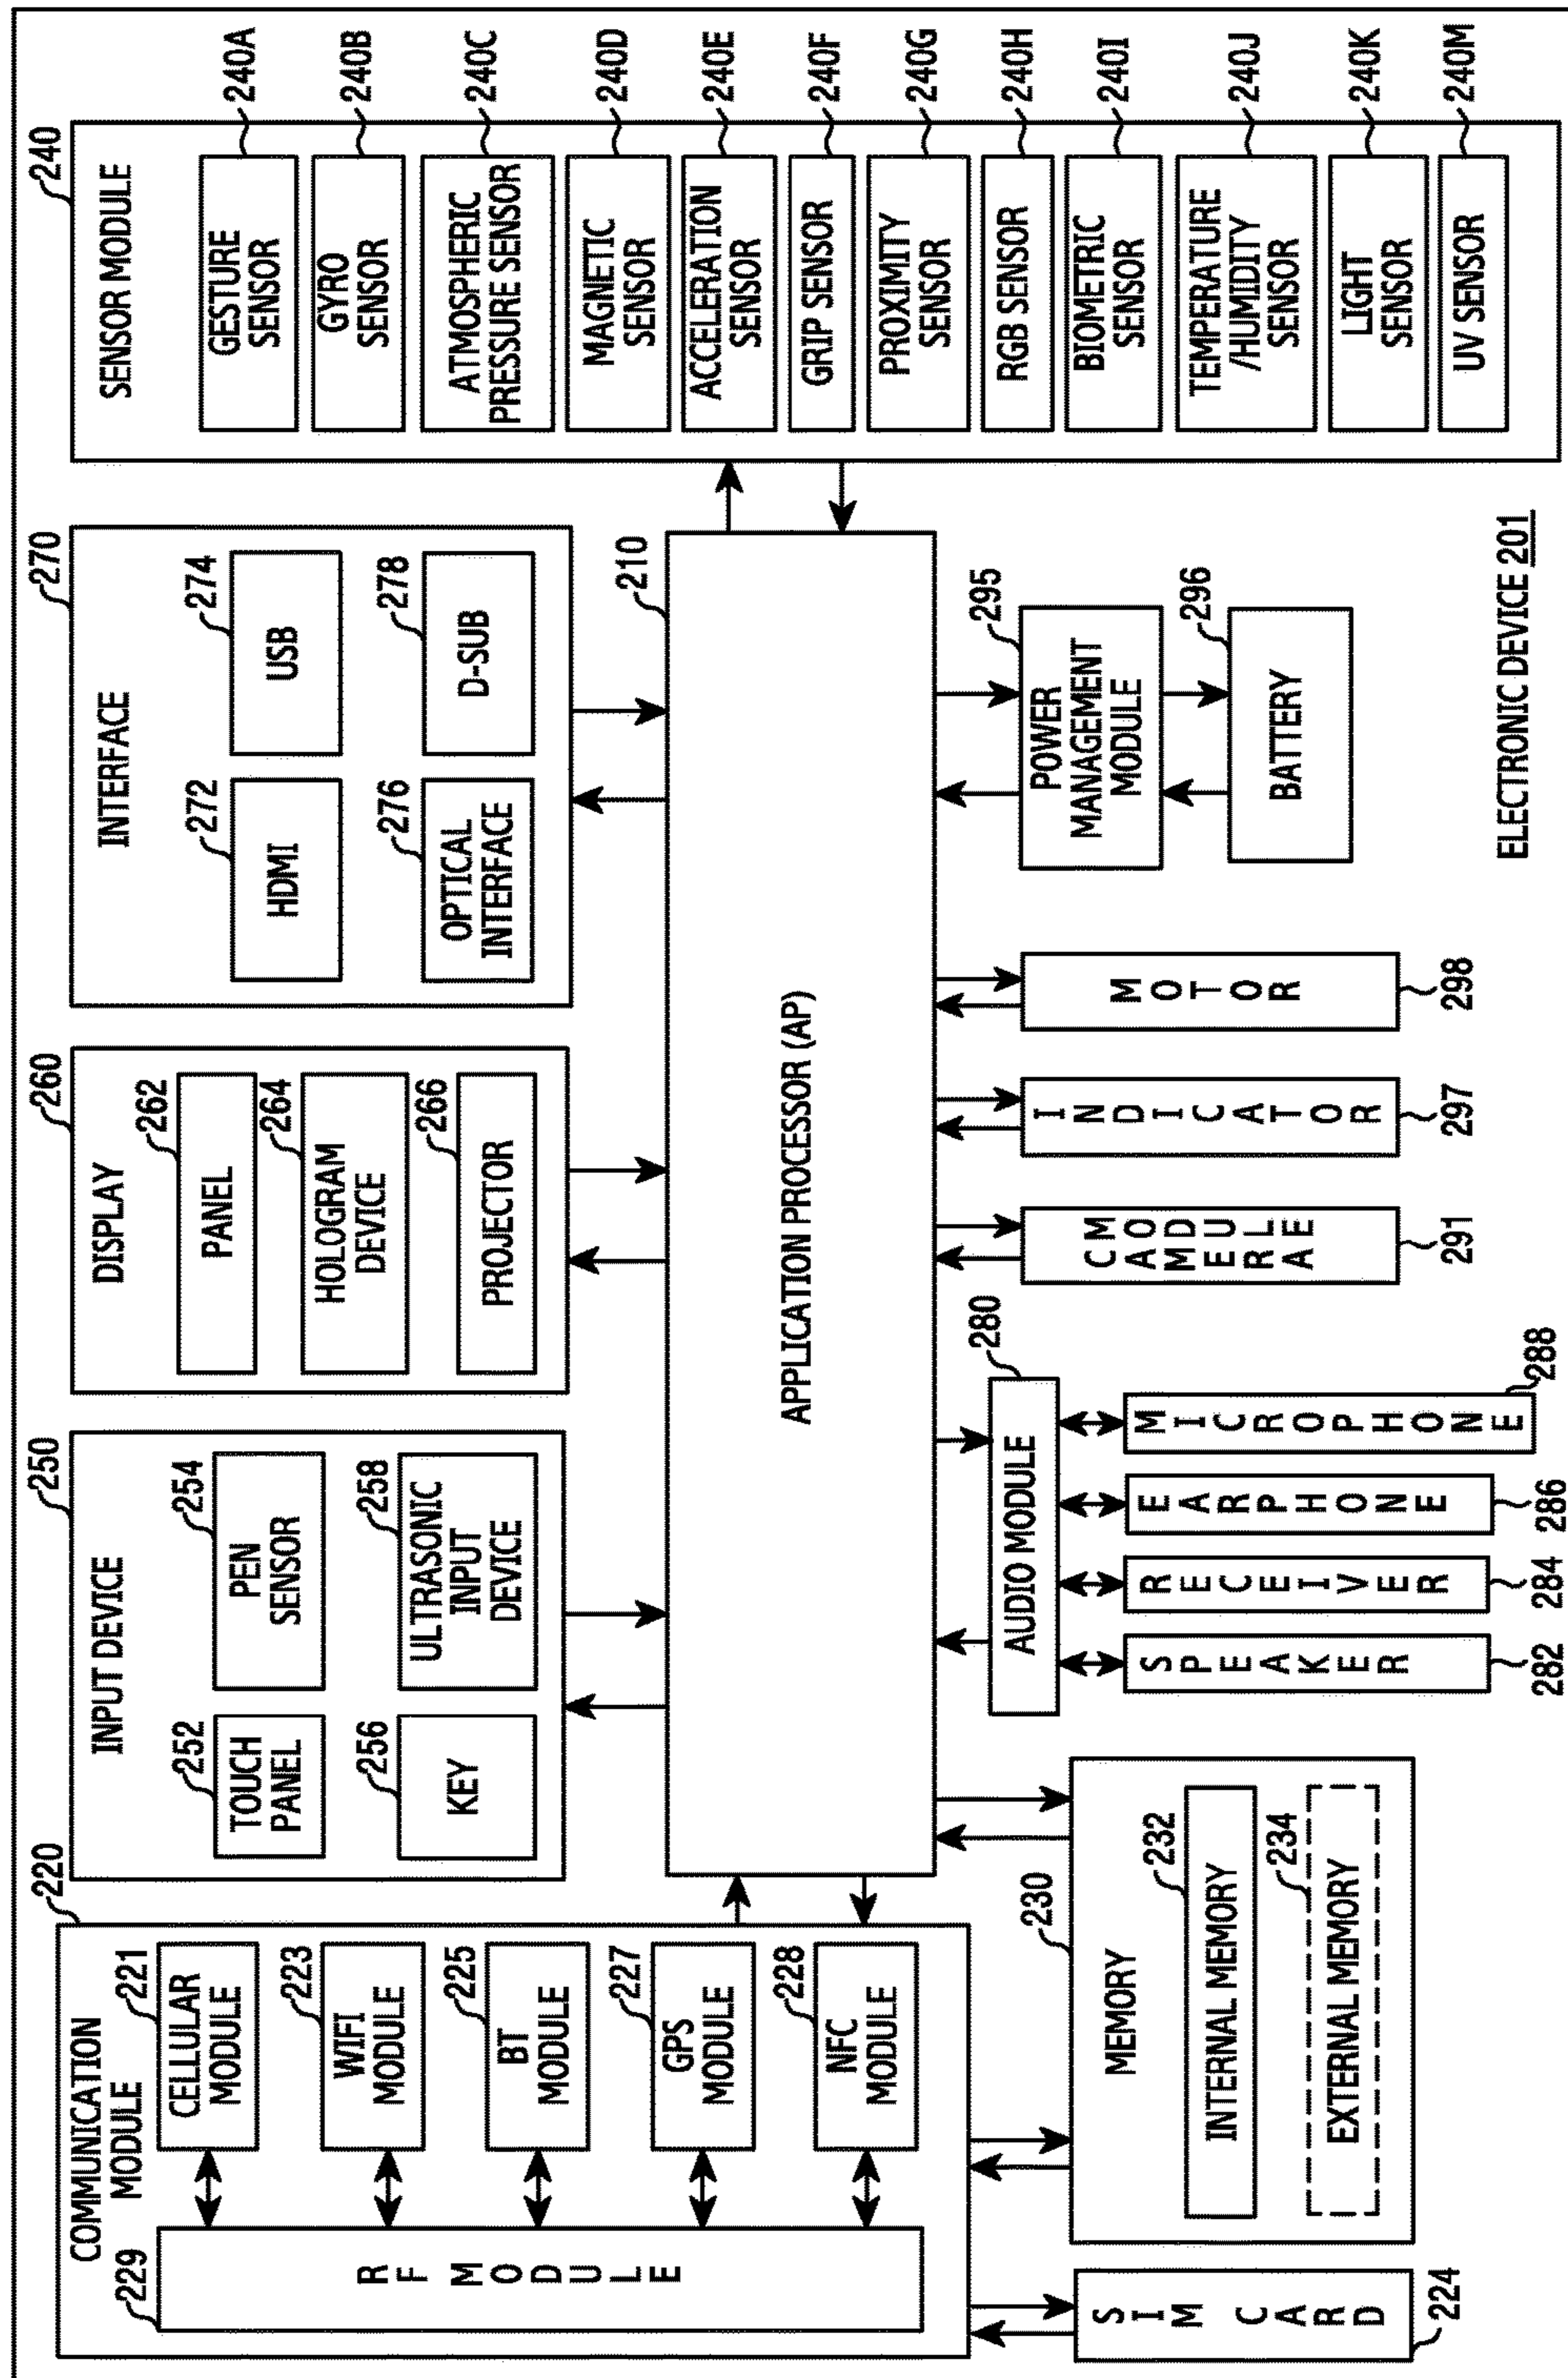 COMMUNICATION
MODULE
220
229
RF MODULE
221
CELLULAR
MODULE
223
WIFI
MODULE
225
BT
MODULE
227
GPS
MODULE
228
NFC
MODULE
INPUT DEVICE
250
252
TOUCH
PANEL
254
PEN
SENSOR
256
KEY
258
ULTRASONIC
INPUT
DEVICE
DISPLAY
260
262
PANEL
264
HOLOGRAM
DEVICE
266
PROJECTOR
INTERFACE
270
272
HDMI
274
USB
276
OPTICAL
INTERFACE
278
D-SUB
SENSOR MODULE
240
GESTURE
SENSOR
240A
GYRO
SENSOR
240B
ATMOSPHERIC
PRESSURE SENSOR
240C
MAGNETIC
SENSOR
240D
ACCELERATION
SENSOR
240E
GRIP SENSOR
240F
PROXIMITY
SENSOR
240G
RGB SENSOR
240H
BIOMETRIC
SENSOR
240I
TEMPERATURE
/HUMIDITY
SENSOR
240J
LIGHT
SENSOR
240K
UV SENSOR
240M
210
APPLICATION PROCESSOR (AP)
SIM CARD
224
230
MEMORY
232
INTERNAL MEMORY
234
EXTERNAL MEMORY
280
AUDIO MODULE
SPEAKER
282
RECEIVER
284
EARPHONE
286
MICROPHONE
288
CAMERA
MODULE
291
INDICATOR
297
MOTOR
298
295
POWER
MANAGEMENT
MODULE
296
BATTERY
ELECTRONIC DEVICE 201